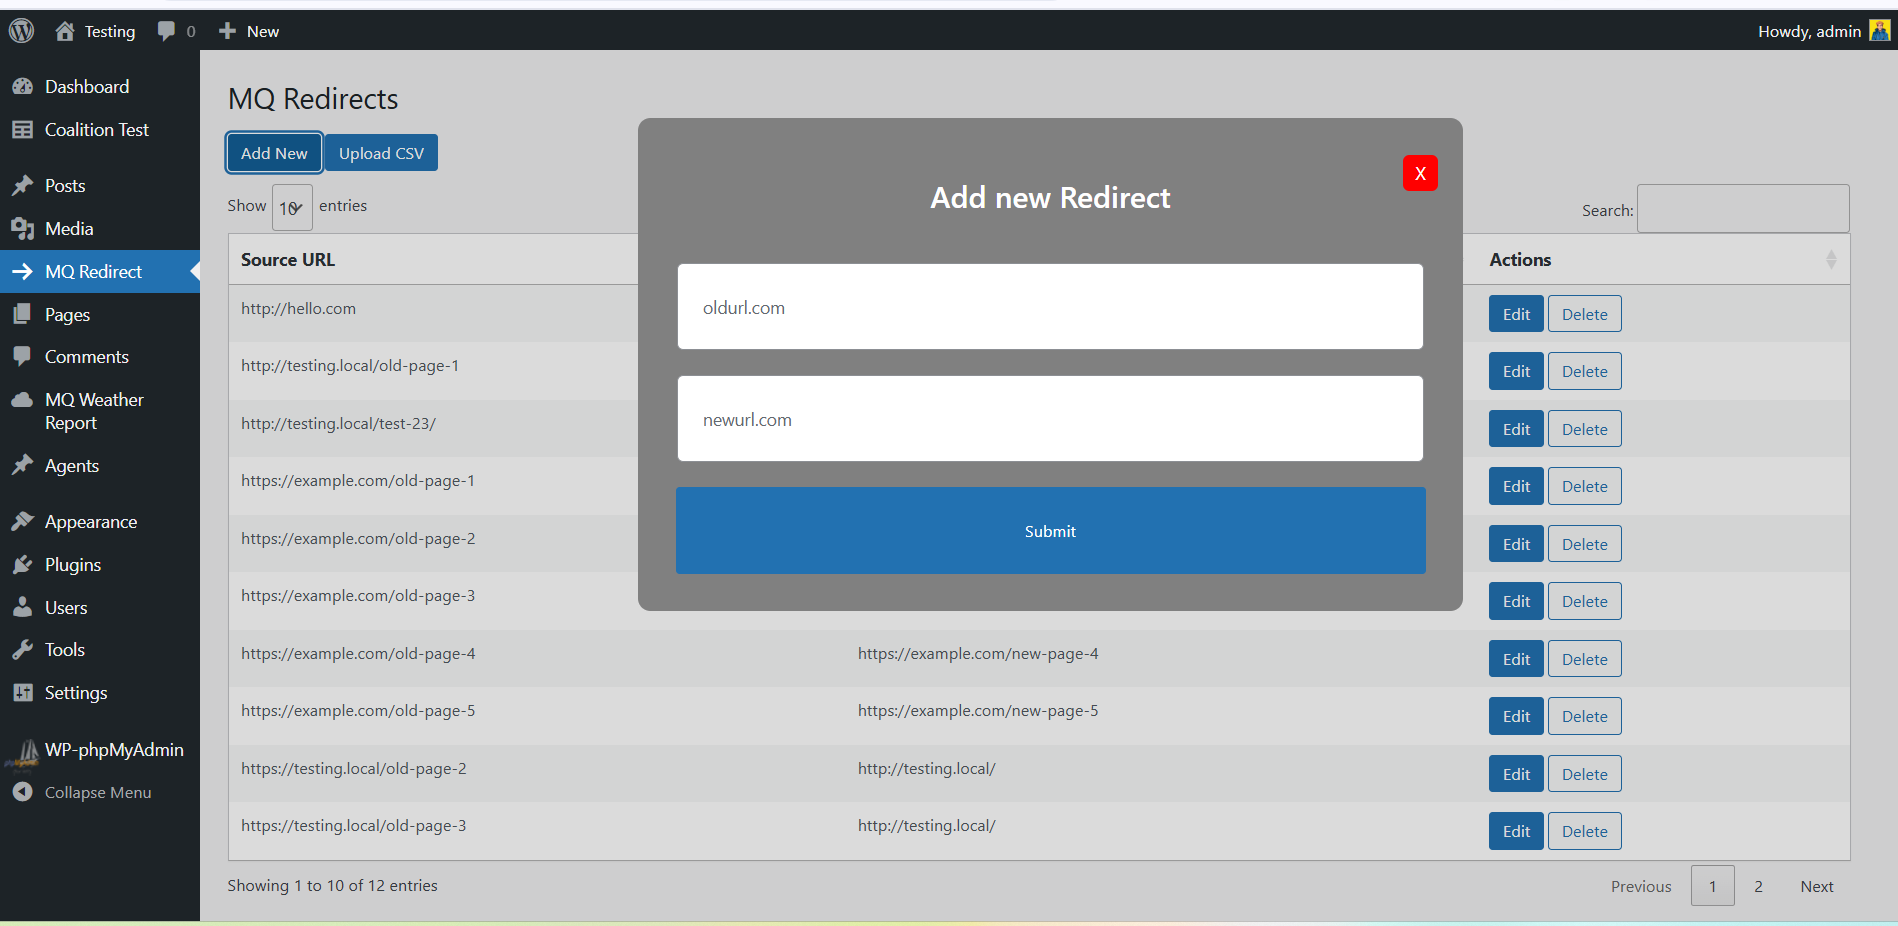 Testing
0
New
Howdy, admin
Dashboard
Coalition Test
Posts
Media
MQ Redirect
Pages
Comments
MQ Weather
Report
Agents
Appearance
Plugins
Users
Tools
Settings
WP-phpMyAdmin
Collapse Menu
MQ Redirects
Add New
Upload CSV
Show 10 entries
Search:
Source URL
Actions
http://hello.com
Edit Delete
http://testing.local/old-page-1
Edit Delete
http://testing.local/test-23/
Edit Delete
https://example.com/old-page-1
Edit Delete
https://example.com/old-page-2
Edit Delete
https://example.com/old-page-3
Edit Delete
https://example.com/old-page-4 https://example.com/new-page-4 Edit Delete
https://example.com/old-page-5 https://example.com/new-page-5 Edit Delete
https://testing.local/old-page-2 http://testing.local/ Edit Delete
https://testing.local/old-page-3 http://testing.local/ Edit Delete
Showing 1 to 10 of 12 entries
Previous 1 2 Next
X
Add new Redirect
oldurl.com
newurl.com
Submit